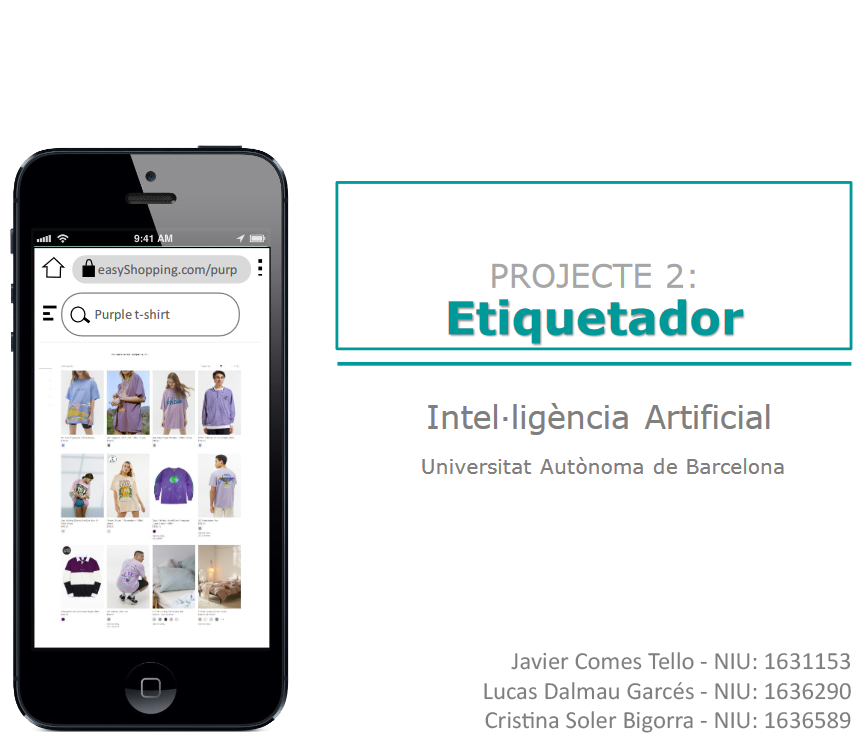 9:41 AM
easyShopping.com/purp
Purple t-shirt
PROJECTE 2:
Etiquetador
Intel·ligència Artificial
Universitat Autònoma de Barcelona
Javier Comes Tello - NIU: 1631153
Lucas Dalmau Garcés - NIU: 1636290
Cristina Soler Bigorra - NIU: 1636589